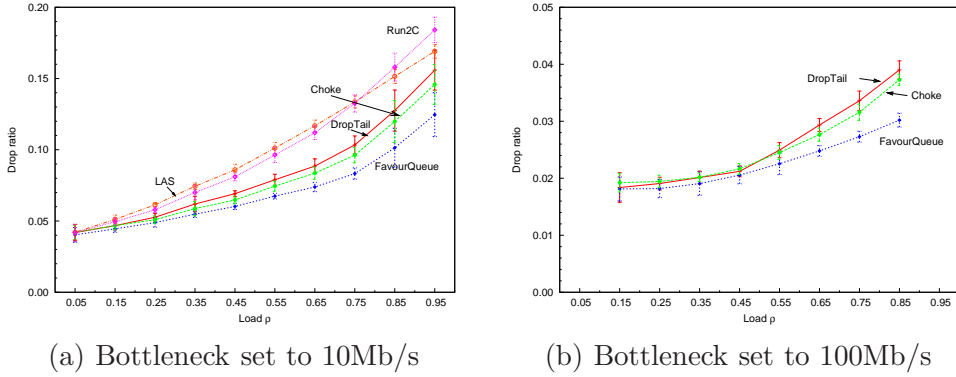 0.20
0.15
0.10
0.05
0.00
Drop ratio
0.05 0.15 0.25 0.35 0.45 0.55 0.65 0.75 0.85 0.95
Load ρ
Run2C
Choke
DropTail
FavourQueue
LAS
(a) Bottleneck set to 10Mb/s
0.05
0.04
0.03
0.02
0.01
0.00
Drop ratio
0.05 0.15 0.25 0.35 0.45 0.55 0.65 0.75 0.85 0.95
Load ρ
DropTail
Choke
FavourQueue
(b) Bottleneck set to 100Mb/s